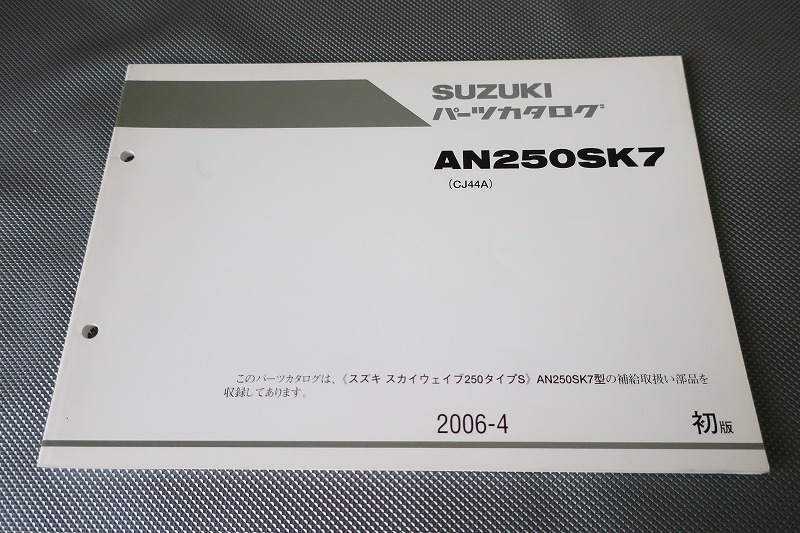 SUZUKI
パーツカタログ
AN250SK7
(CJ44A)
このパーツカタログは、《スズキ スカイウェイブ250タイプS》AN250SK7型の補給取扱い部品を
収録してあります。
2006-4 初版